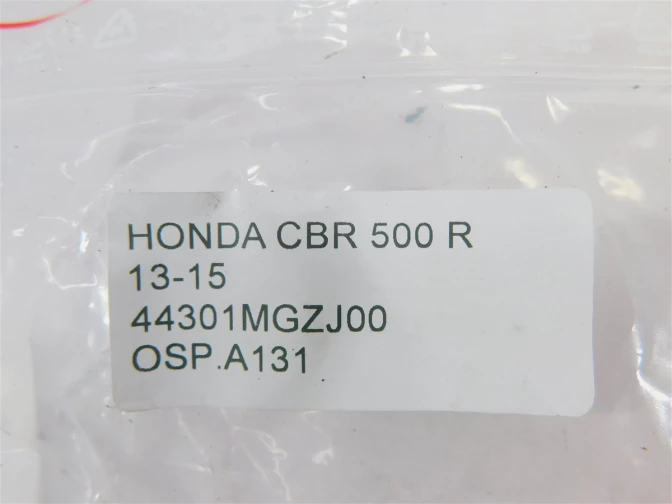 HONDA CBR 500 R
13-15
44301MGZJ00
OSP.A131